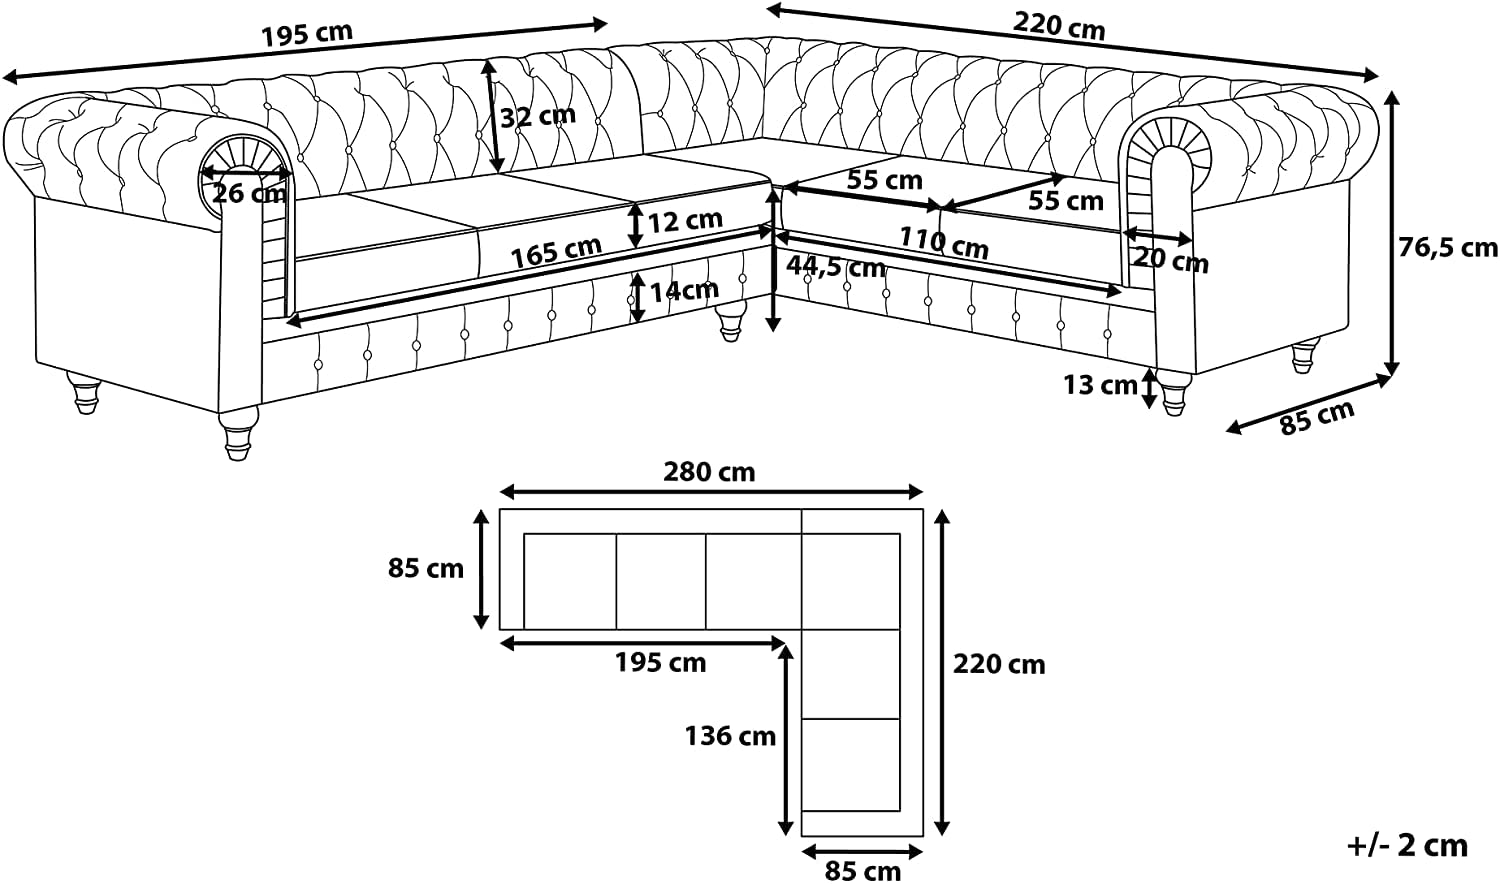 195 cm
220 cm
32 cm
26 cm
55 cm
55 cm
12 cm
165 cm
110 cm
20 cm
76,5 cm
44,5 cm
14cm
13 cm
85 cm
280 cm
85 cm
195 cm
220 cm
136 cm
85 cm
+/- 2 cm